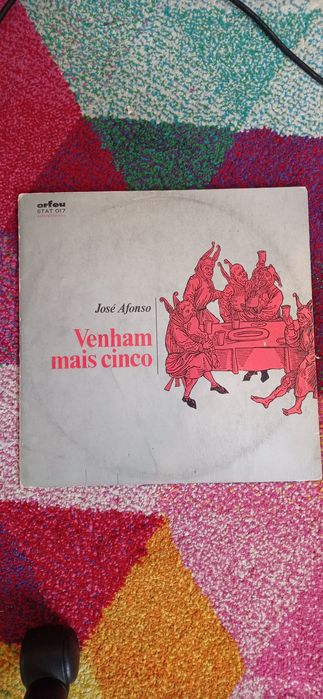 orfeu
STAT 017
José Afonso
Venham
mais cinco